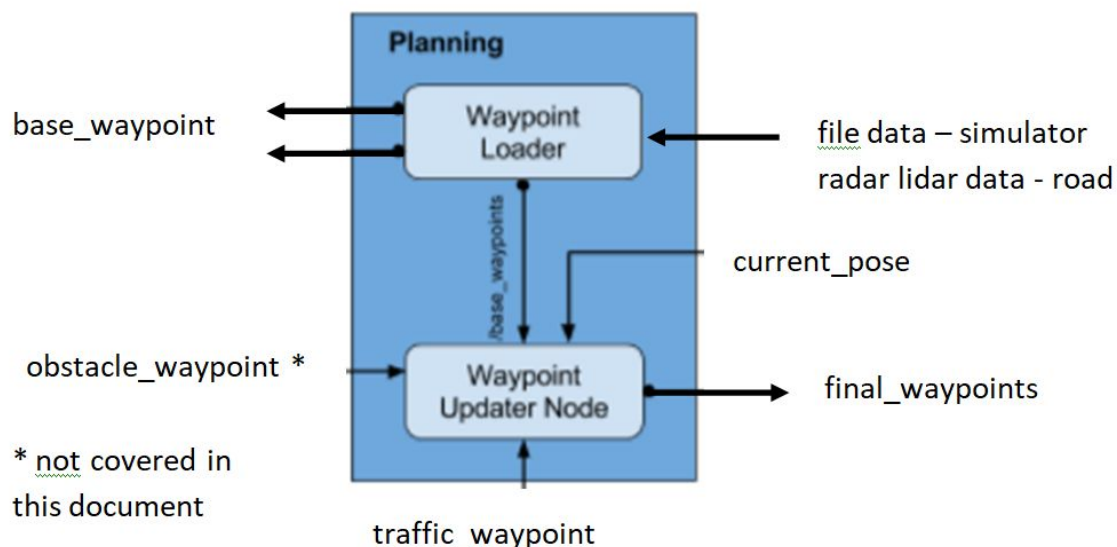 Planning
Waypoint
Loader
base_waypoint
file data – simulator
radar lidar data - road
/base_waypoints
current_pose
obstacle_waypoint *
Waypoint
Updater Node
final_waypoints
* not covered in
this document
traffic_waypoint